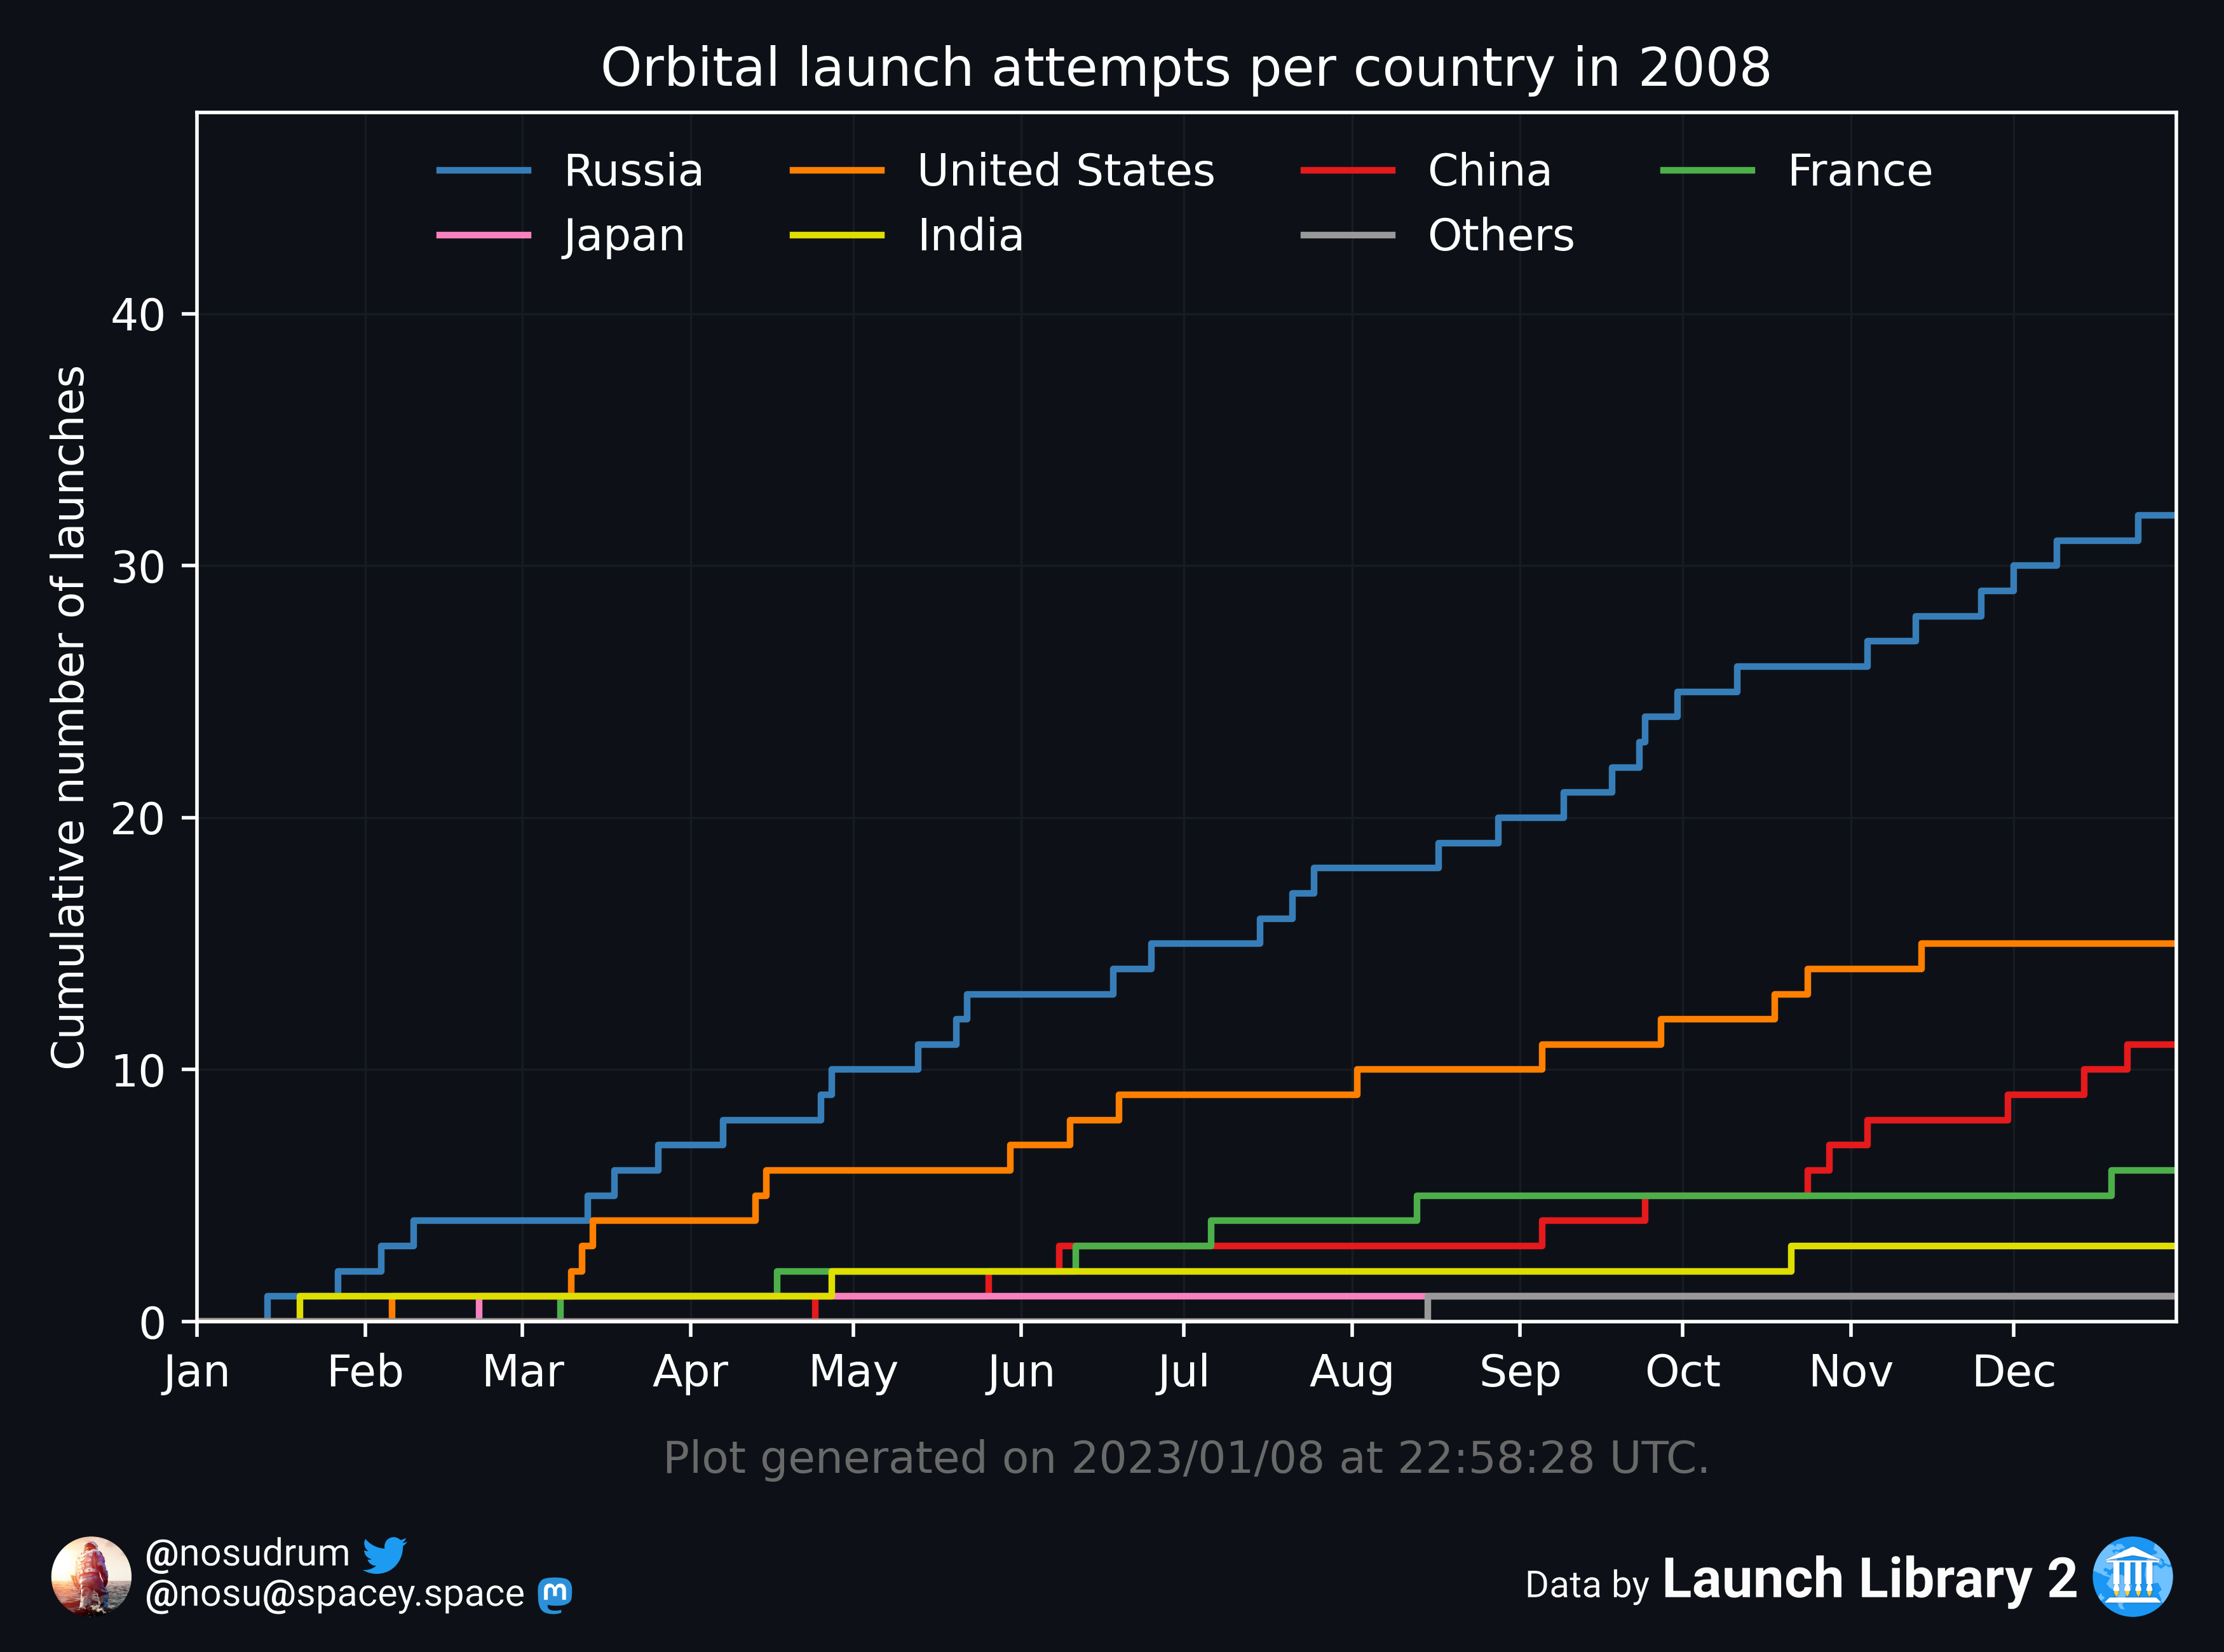 Orbital launch attempts per country in 2008
Russia United States China France
Japan India Others
Cumulative number of launches
40
30
20
10
0
Jan Feb Mar Apr May Jun Jul Aug Sep Oct Nov Dec
Plot generated on 2023/01/08 at 22:58:28 UTC.
@nosudrum
@nosu@spacey.space
Data by Launch Library 2